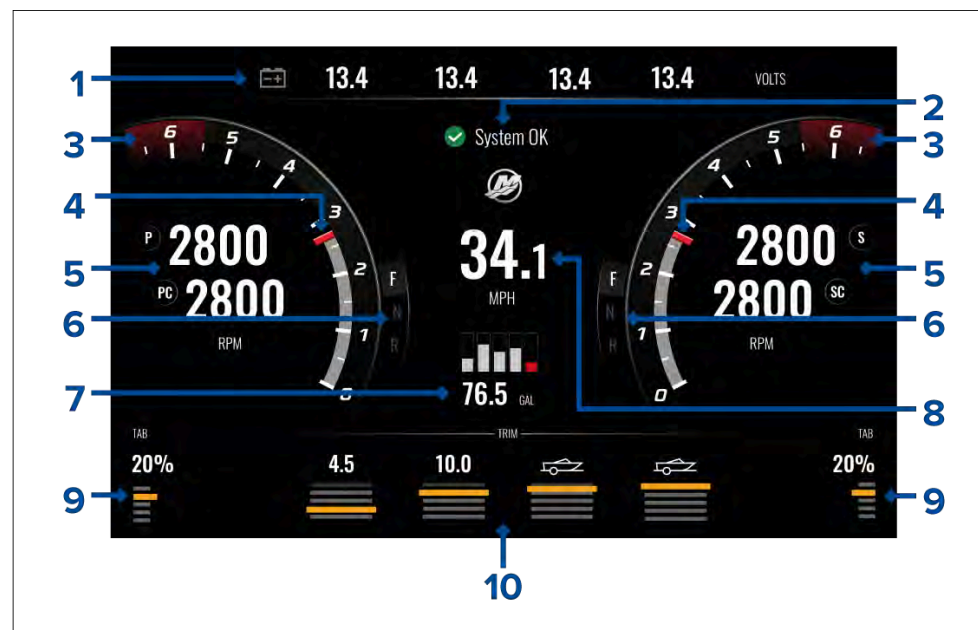 1 13.4 13.4 13.4 13.4 VOLTS
2
System OK
3 6 5 5 6 3
4 4 4 4
3 3
P 2800 34.1 2800 S
5 2 F F 2 5
PC 2800 MPH 2800 SC
6 N N 6
RPM 1 R 1 RPM
7 76.5 GAL 0 8
TAB TRIM TAB
20% 4.5 10.0 20%
9 9
10